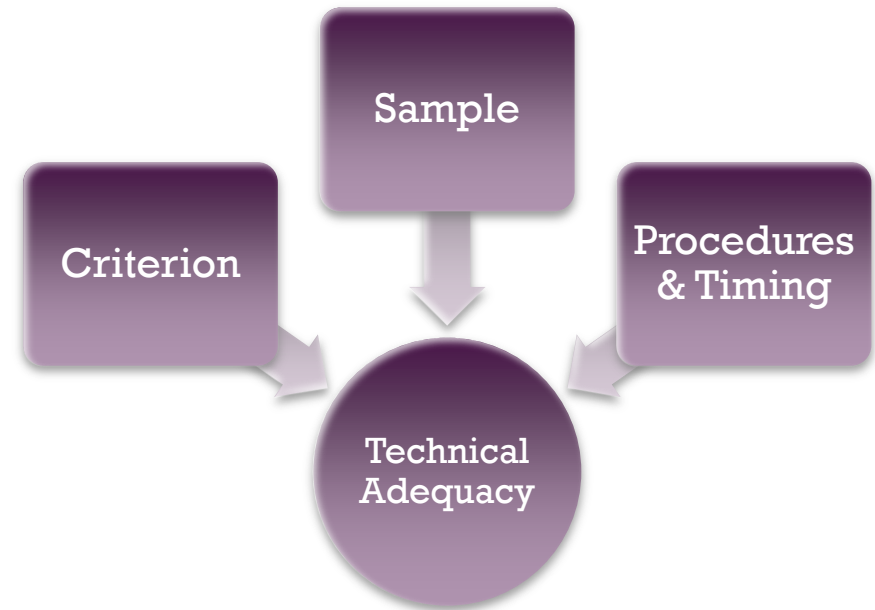 Sample
Criterion
Procedures
& Timing
Technical
Adequacy